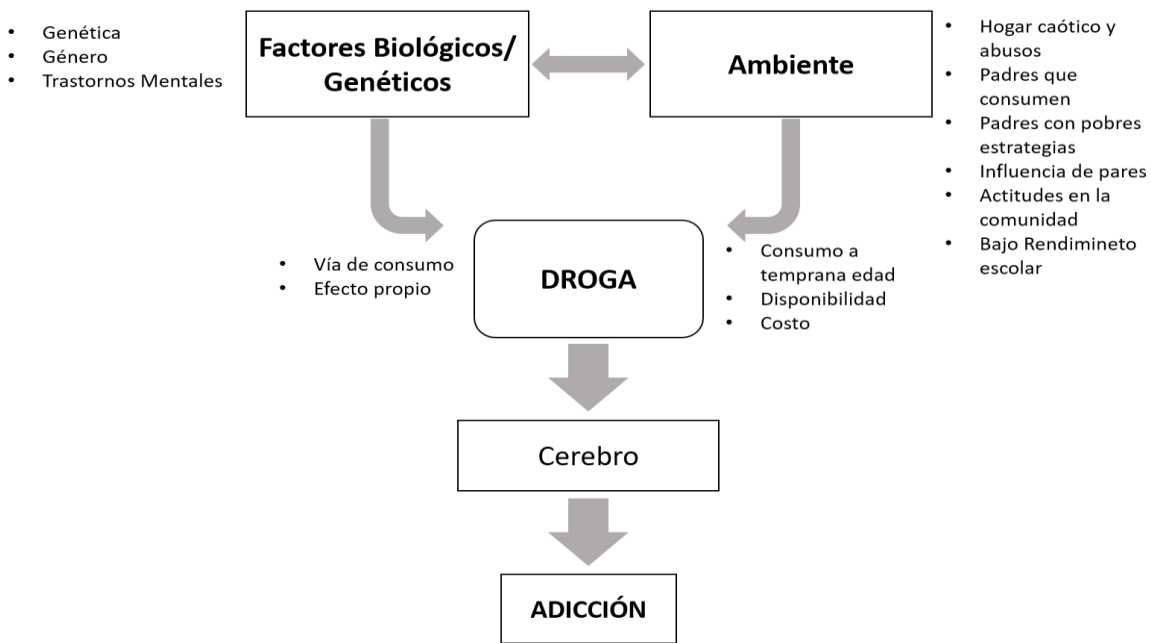 • Genética
• Género
• Trastornos Mentales
Factores Biológicos/
Genéticos
Ambiente
• Hogar caótico y
abusos
• Padres que
consumen
• Padres con pobres
estrategias
• Influencia de pares
• Actitudes en la
comunidad
• Bajo Rendimineto
escolar
• Vía de consumo
• Efecto propio
DROGA
• Consumo a
temprana edad
• Disponibilidad
• Costo
Cerebro
ADICCIÓN